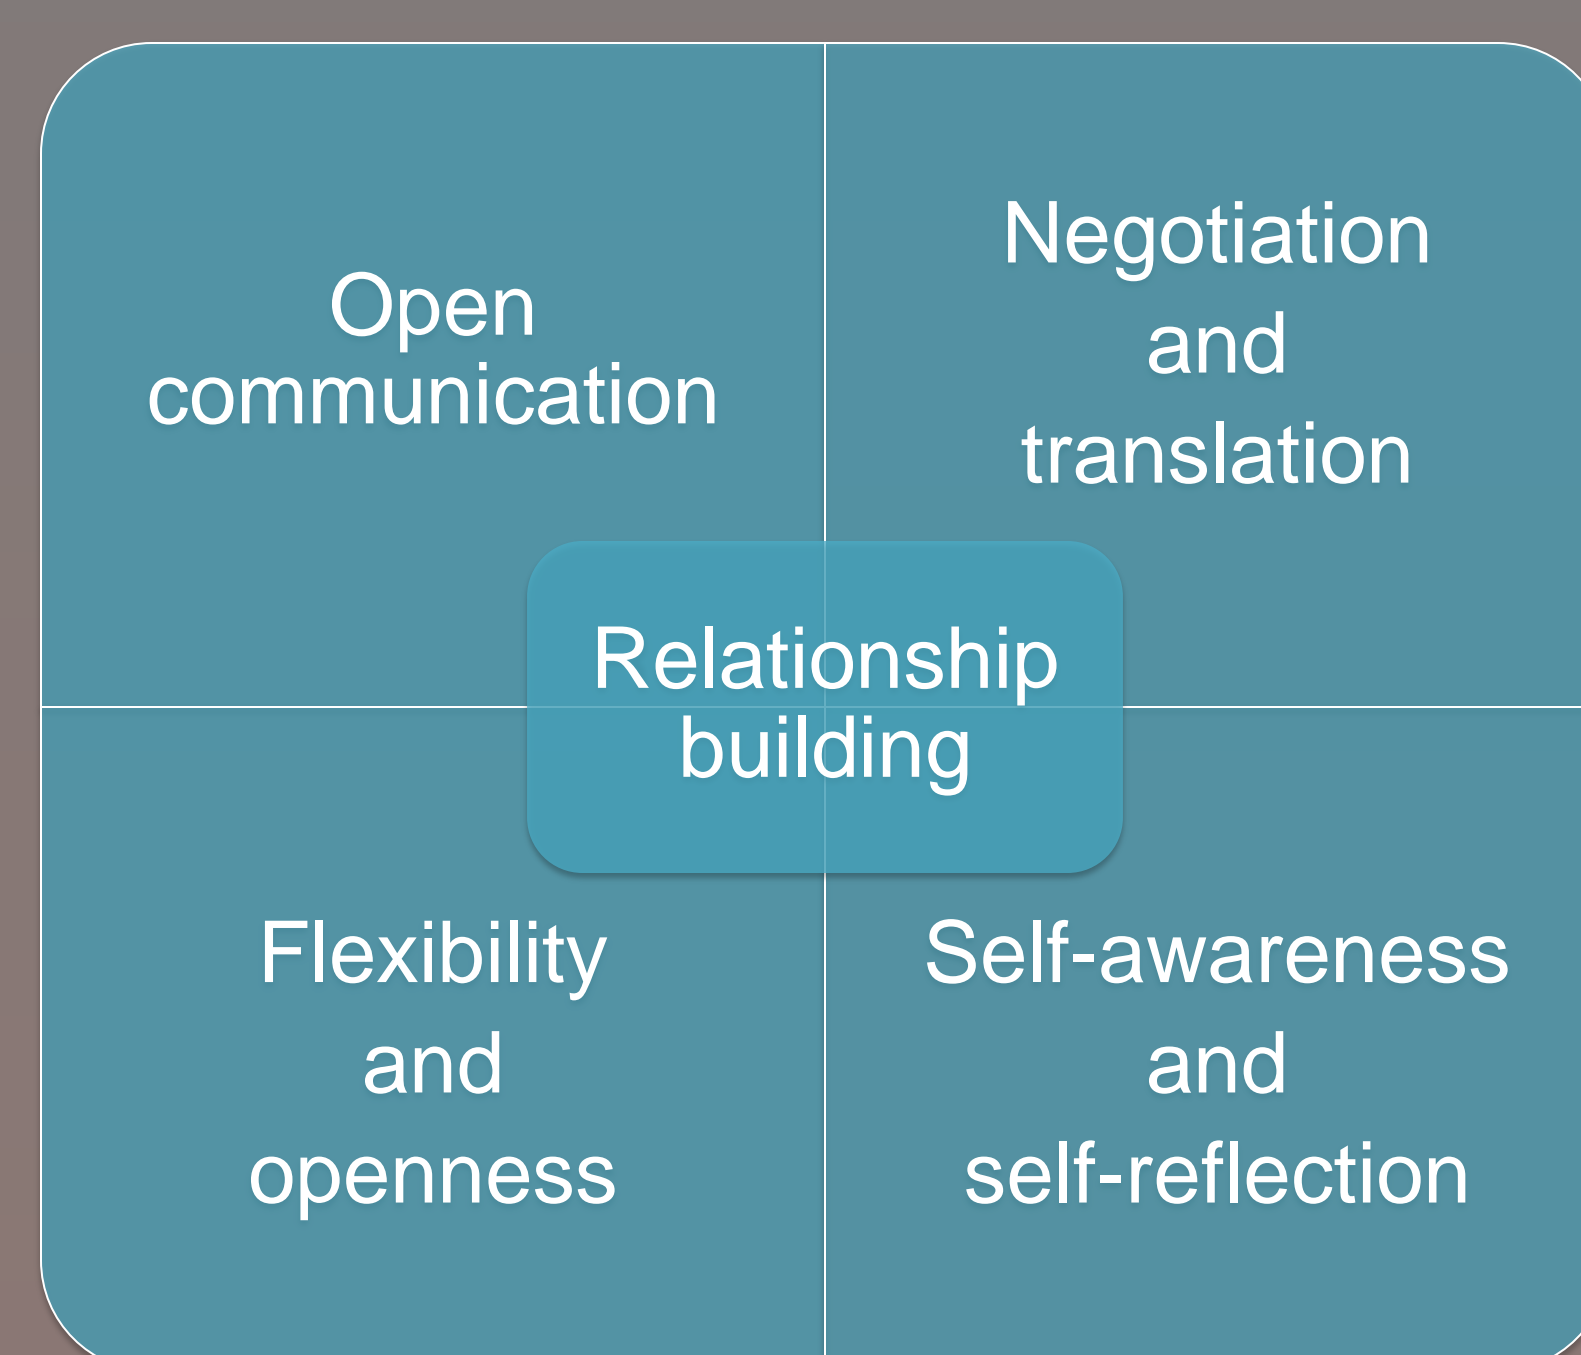 Open
communication
Negotiation
and
translation
Relationship
building
Flexibility
and
openness
Self-awareness
and
self-reflection